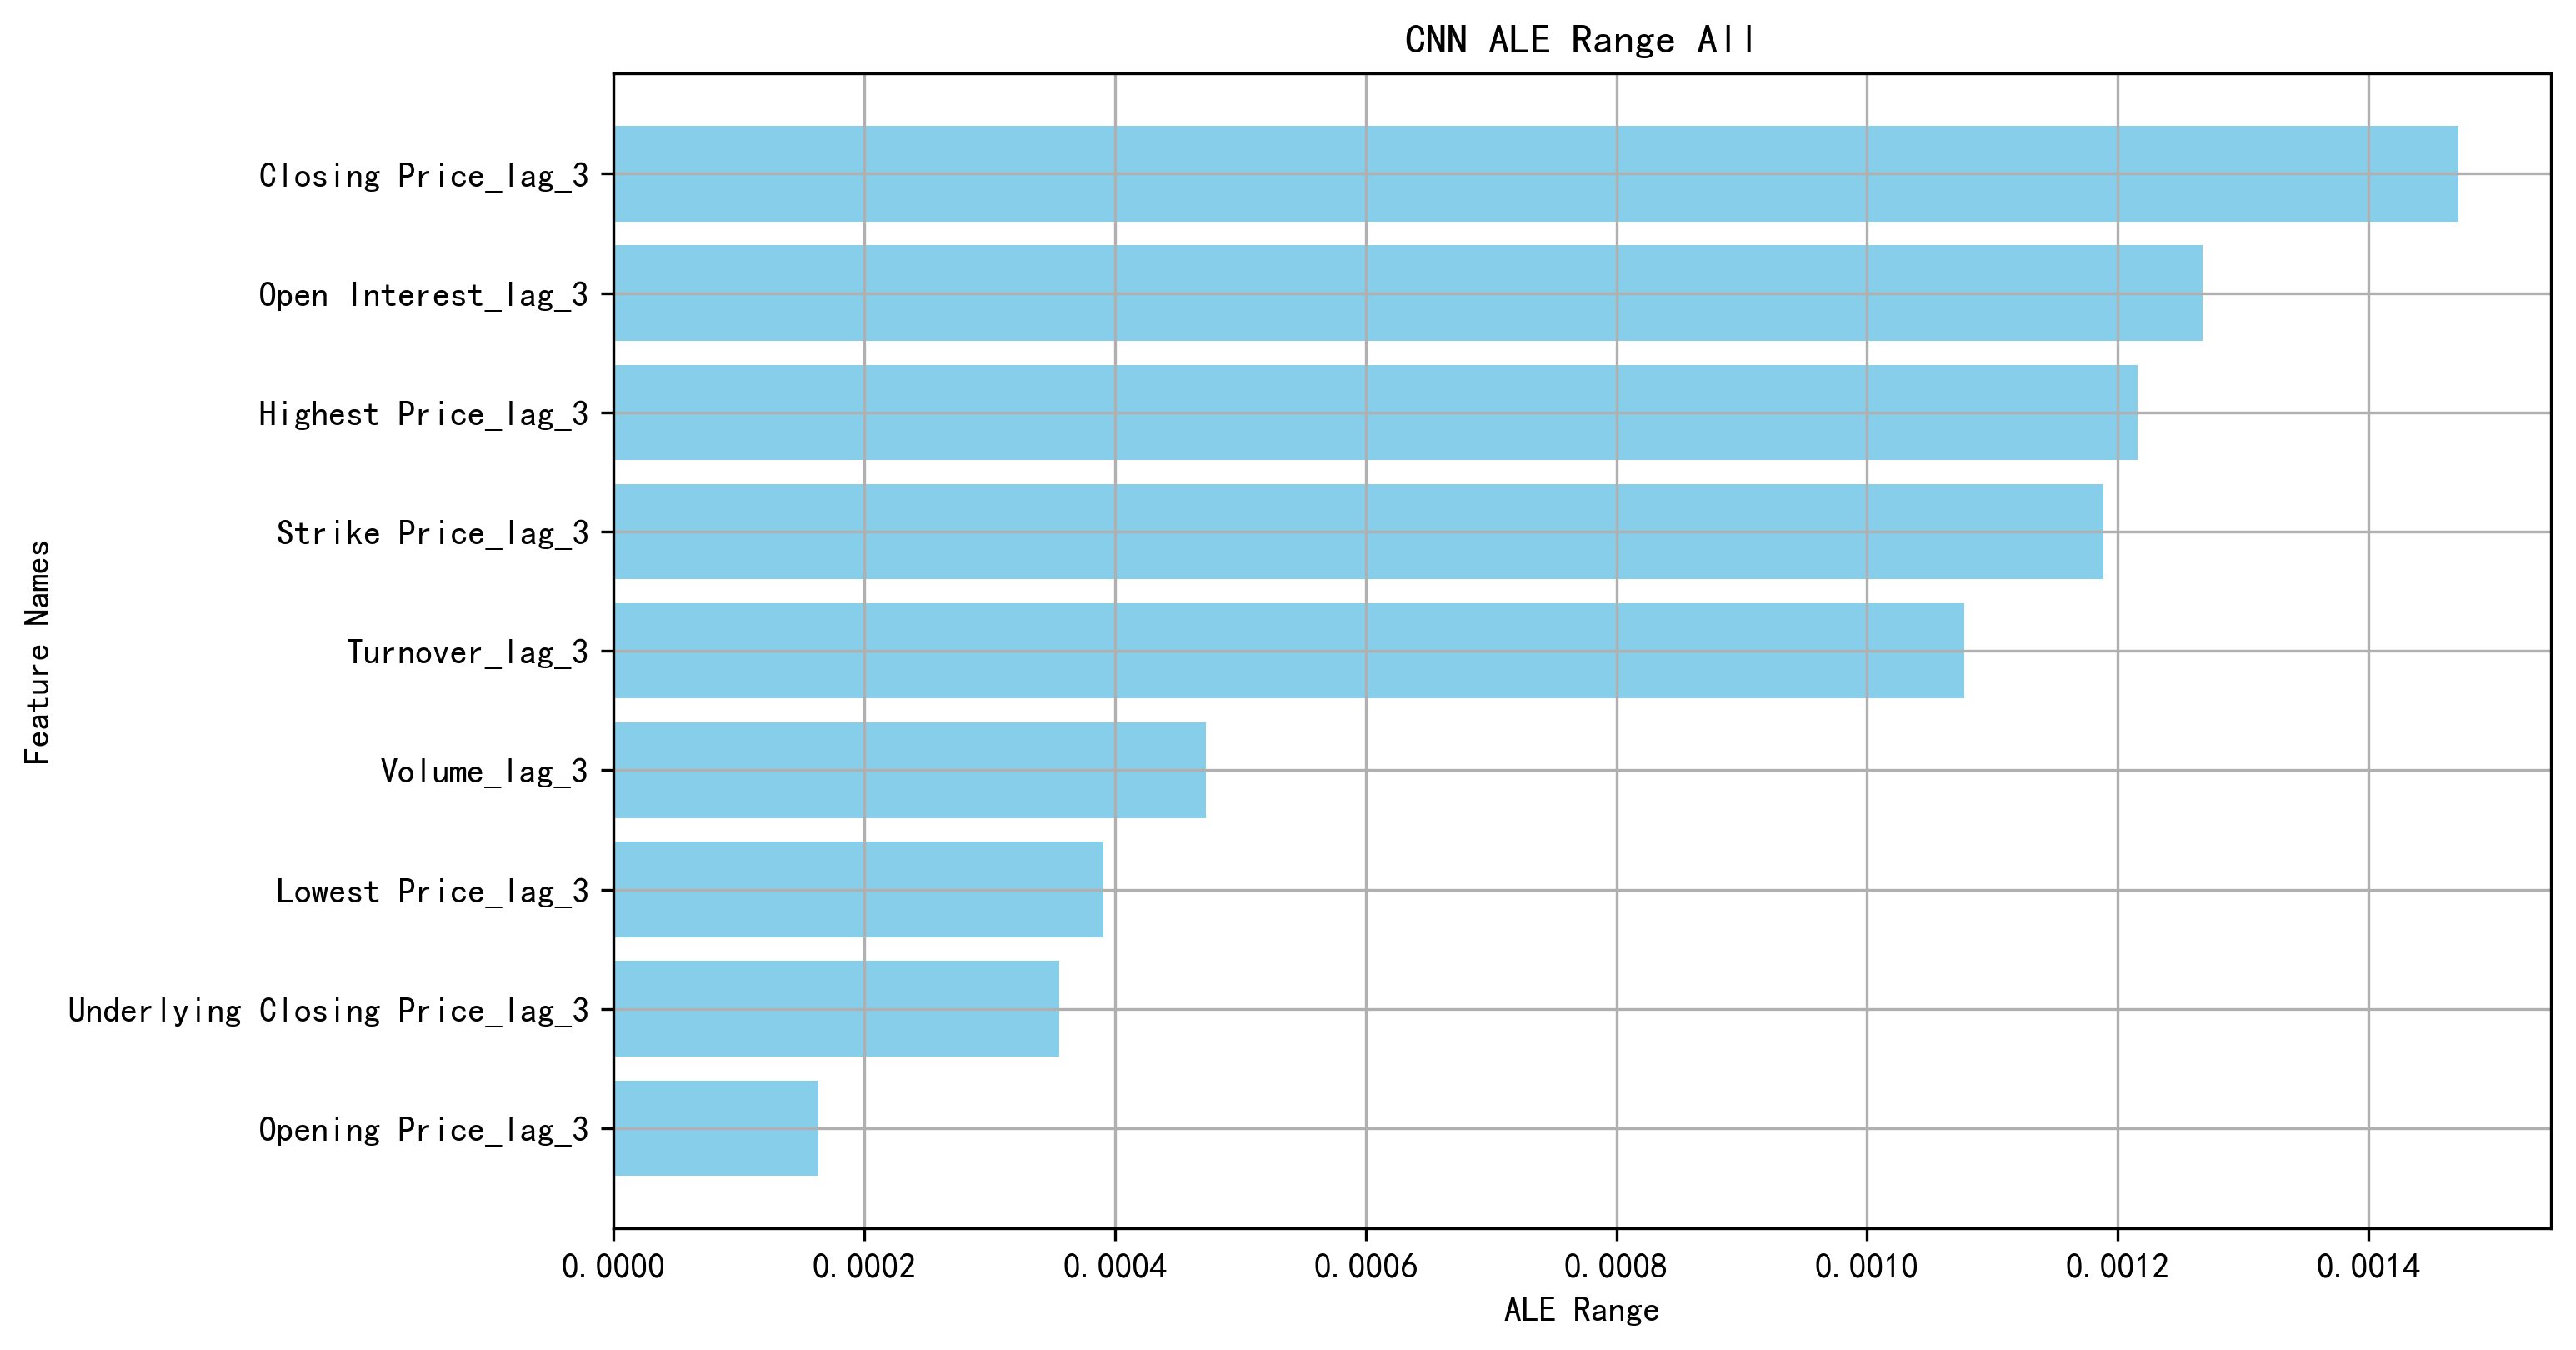 CNN ALE Range All
Closing Price_lag_3
Open Interest_lag_3
Highest Price_lag_3
Strike Price_lag_3
Turnover_lag_3
Volume_lag_3
Lowest Price_lag_3
Underlying Closing Price_lag_3
Opening Price_lag_3
Feature Names
0.0000 0.0002 0.0004 0.0006 0.0008 0.0010 0.0012 0.0014
ALE Range